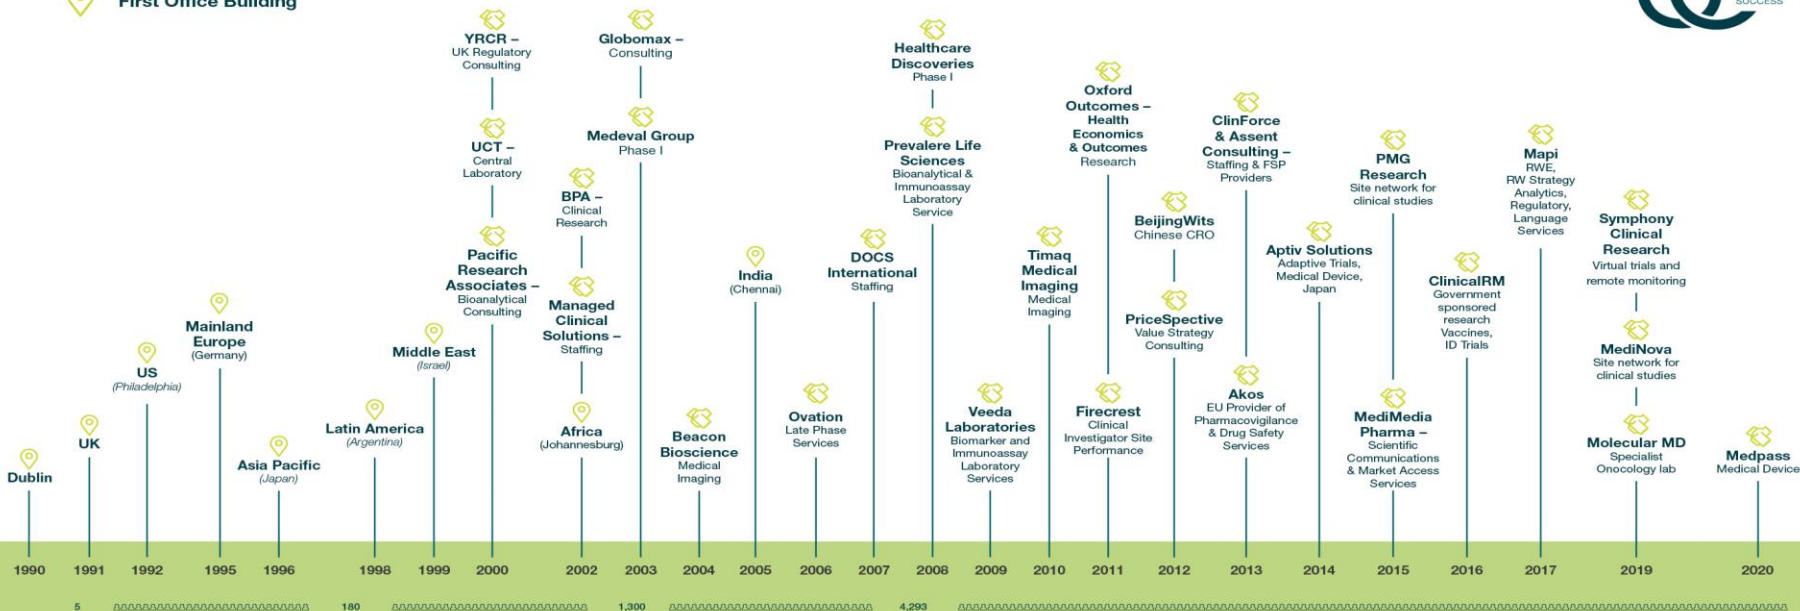 First Office Building
SUCCESS
Dublin
UK
US
(Philadelphia)
Mainland
Europe
(Germany)
Asia Pacific
(Japan)
Latin America
(Argentina)
Middle East
(Israel)
YRCR –
UK Regulatory
Consulting
UCT –
Central
Laboratory
Pacific
Research
Associates –
Bioanalytical
Consulting
BPA –
Clinical
Research
Managed
Clinical
Solutions –
Staffing
Africa
(Johannesburg)
Globomax –
Consulting
Medeval Group
Phase I
Beacon
Bioscience
Medical
Imaging
India
(Chennai)
Ovation
Late Phase
Services
DOCS
International
Staffing
Healthcare
Discoveries
Phase I
Prevalere Life
Sciences
Bioanalytical &
Immunoassay
Laboratory
Service
Veeda
Laboratories
Biomarker and
Immunoassay
Laboratory
Services
Timaq
Medical
Imaging
Medical
Imaging
Oxford
Outcomes –
Health
Economics
& Outcomes
Research
Firecrest
Clinical
Investigator Site
Performance
BeijingWits
Chinese CRO
PriceSpective
Value Strategy
Consulting
ClinForce
& Assent
Consulting –
Staffing & FSP
Providers
Akos
EU Provider of
Pharmacovigilance
& Drug Safety
Services
Aptiv Solutions
Adaptive Trials,
Medical Device,
Japan
PMG
Research
Site network for
clinical studies
MediMedia
Pharma –
Scientific
Communications
& Market Access
Services
ClinicalRM
Government
sponsored
research
Vaccines,
ID Trials
Mapi
RWE,
RW Strategy
Analytics,
Regulatory,
Language
Services
Symphony
Clinical
Research
Virtual trials and
remote monitoring
MediNova
Site network for
clinical studies
Molecular MD
Specialist
Onocology lab
Medpass
Medical Device
1990 1991 1992 1995 1996 1998 1999 2000 2002 2003 2004 2005 2006 2007 2008 2009 2010 2011 2012 2013 2014 2015 2016 2017 2019 2020
5 180 1,300 4,293